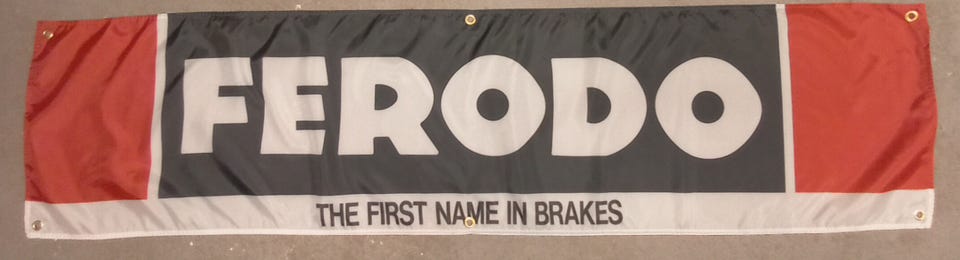 FERODO
THE FIRST NAME IN BRAKES